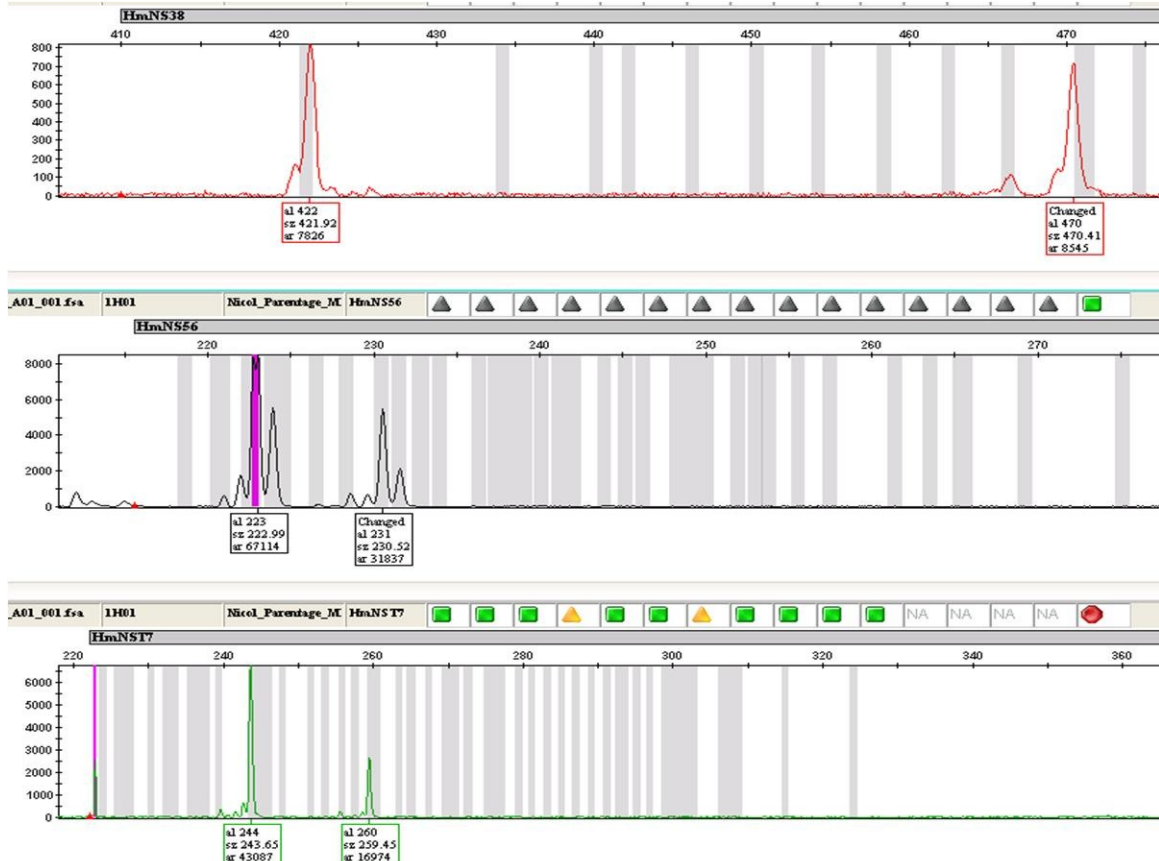 HmNS38
410 420 430 440 450 460 470
800
700
600
500
400
300
200
100
0
al 422
sz 421.92
ar 7826
Changed
al 470
sz 470.41
ar 8545
_A01_001.fsa 1H01 Nicol_Parentage_M HmNS56
HmNS56
220 230 240 250 260 270
8000
6000
4000
2000
0
al 223
sz 222.99
ar 67114
Changed
al 231
sz 230.52
ar 31837
_A01_001.fsa 1H01 Nicol_Parentage_M HmNST7 NA NA NA NA
HmNST7
220 240 260 280 300 320 340 360
6000
5000
4000
3000
2000
1000
0
al 244
sz 243.65
ar 43087
al 260
sz 259.45
ar 16974